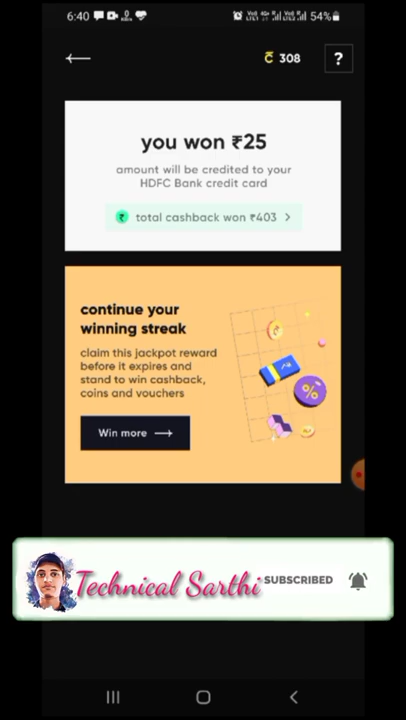 6:40
54%
308 ?
you won ₹25
amount will be credited to your
HDFC Bank credit card
₹ total cashback won ₹403 >
continue your
winning streak
claim this jackpot reward
before it expires and
stand to win cashback,
coins and vouchers
Win more →
Technical Sarthi SUBSCRIBED